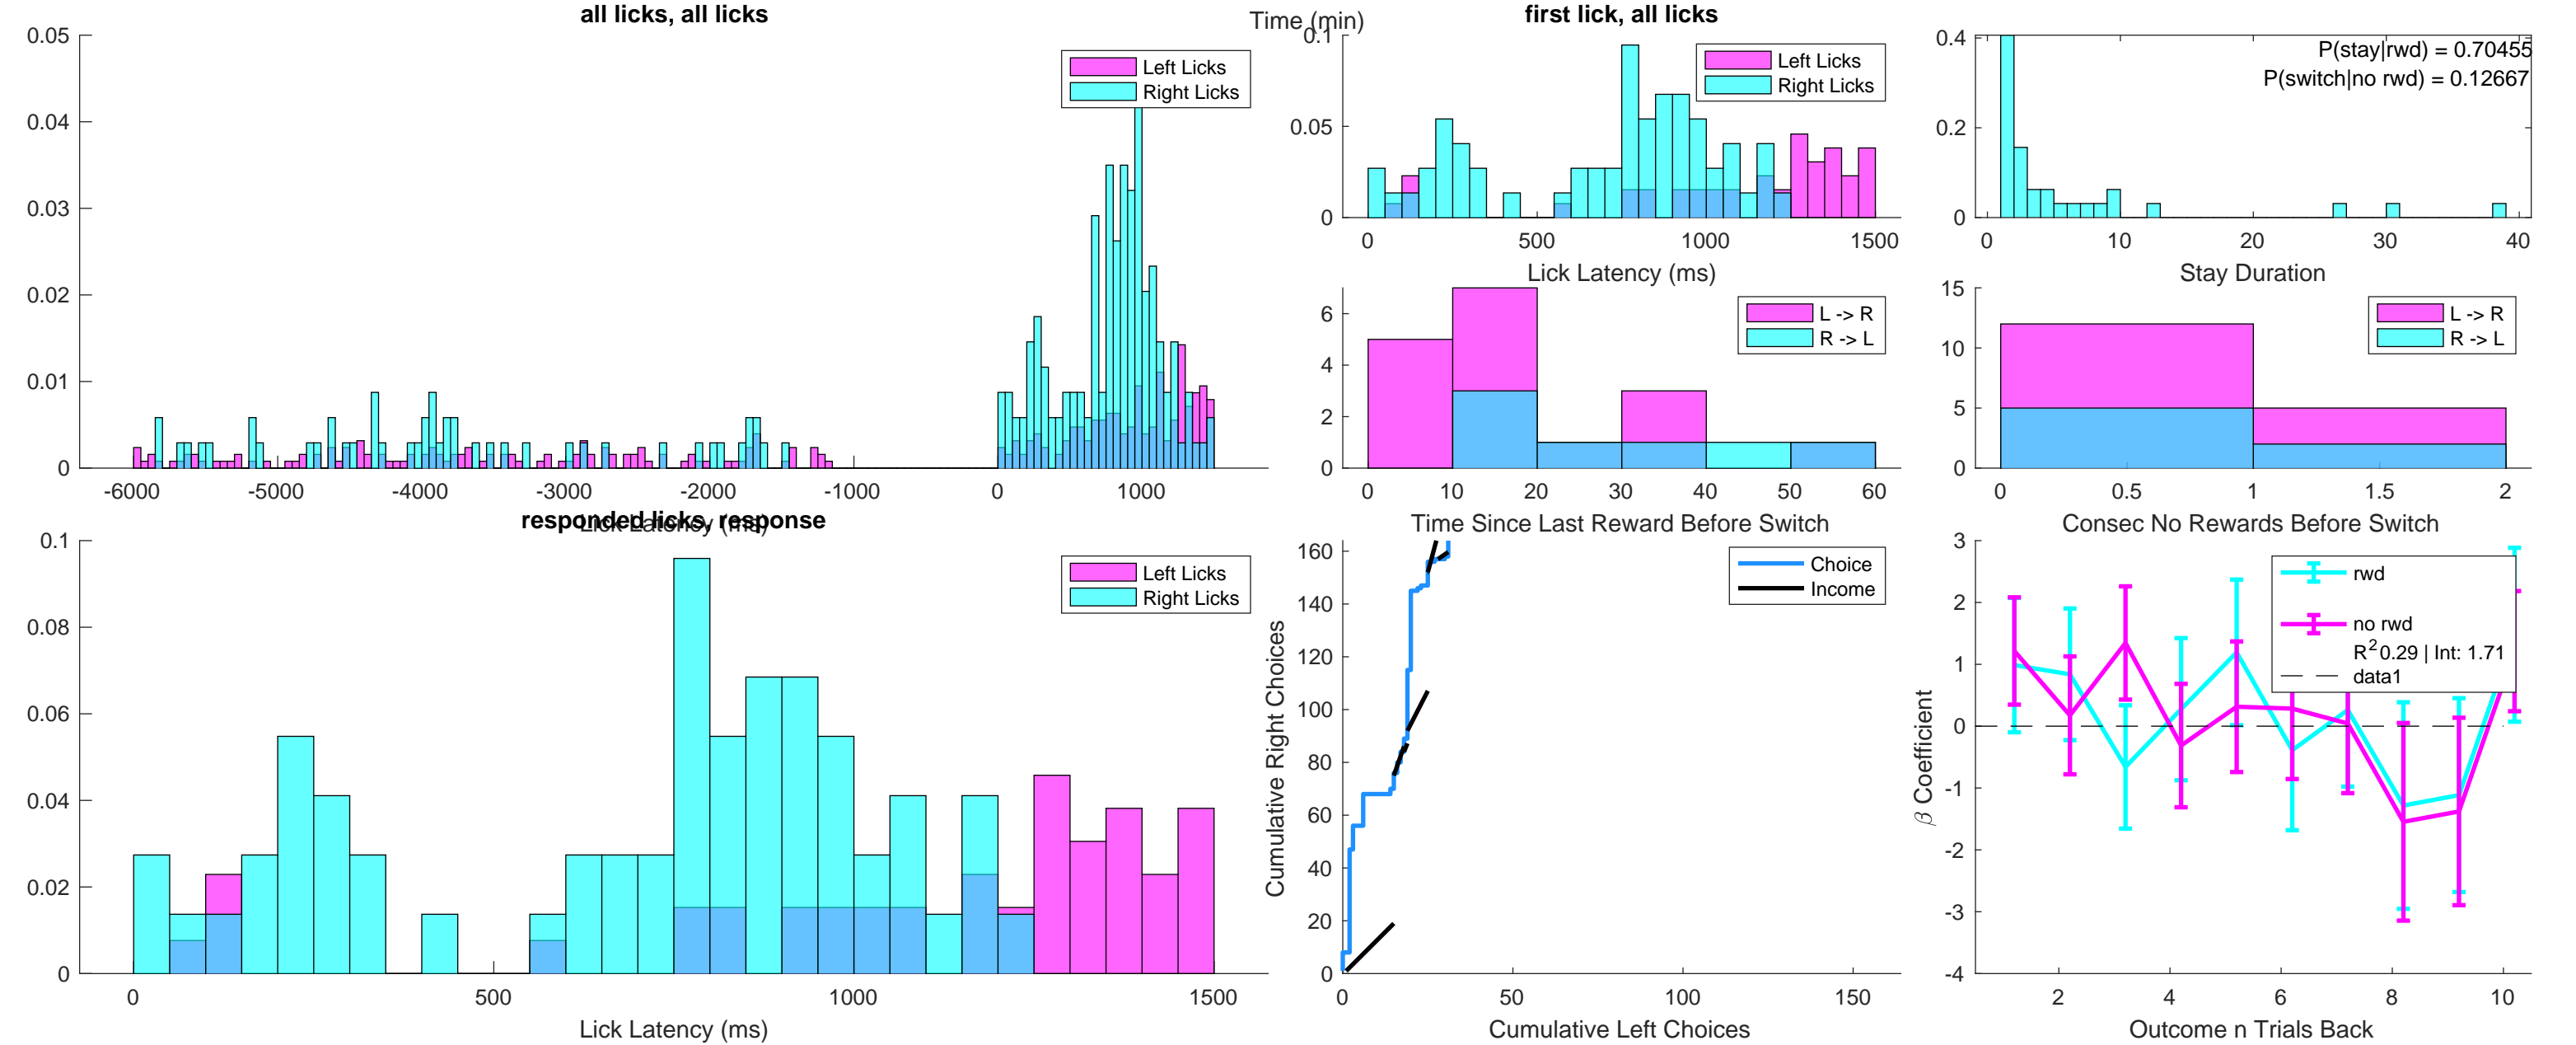 all licks, all licks
0.05
0.04
0.03
0.02
0.01
0
Left Licks
Right Licks
-6000 -5000 -4000 -3000 -2000 -1000 0 1000
Lick Latency (ms)
Time (min)
first lick, all licks
0.1
0.05
0
Left Licks
Right Licks
0 500 1000 1500
Lick Latency (ms)
0.4
0.2
0
P(stay|rwd) = 0.70455
P(switch|no rwd) = 0.12667
0 10 20 30 40
Stay Duration
6
4
2
0
L -> R
R -> L
0 10 20 30 40 50 60
Time Since Last Reward Before Switch
15
10
5
0
L -> R
R -> L
0 0.5 1 1.5 2
Consec No Rewards Before Switch
responded licks, response
0.1
0.08
0.06
0.04
0.02
0
Left Licks
Right Licks
0 500 1000 1500
Lick Latency (ms)
Cumulative Right Choices
160
140
120
100
80
60
40
20
0
Choice
Income
0 50 100 150
Cumulative Left Choices
β Coefficient
3
2
1
0
-1
-2
-3
-4
rwd
no rwd
R² 0.29 | Int: 1.71
data1
2 4 6 8 10
Outcome n Trials Back